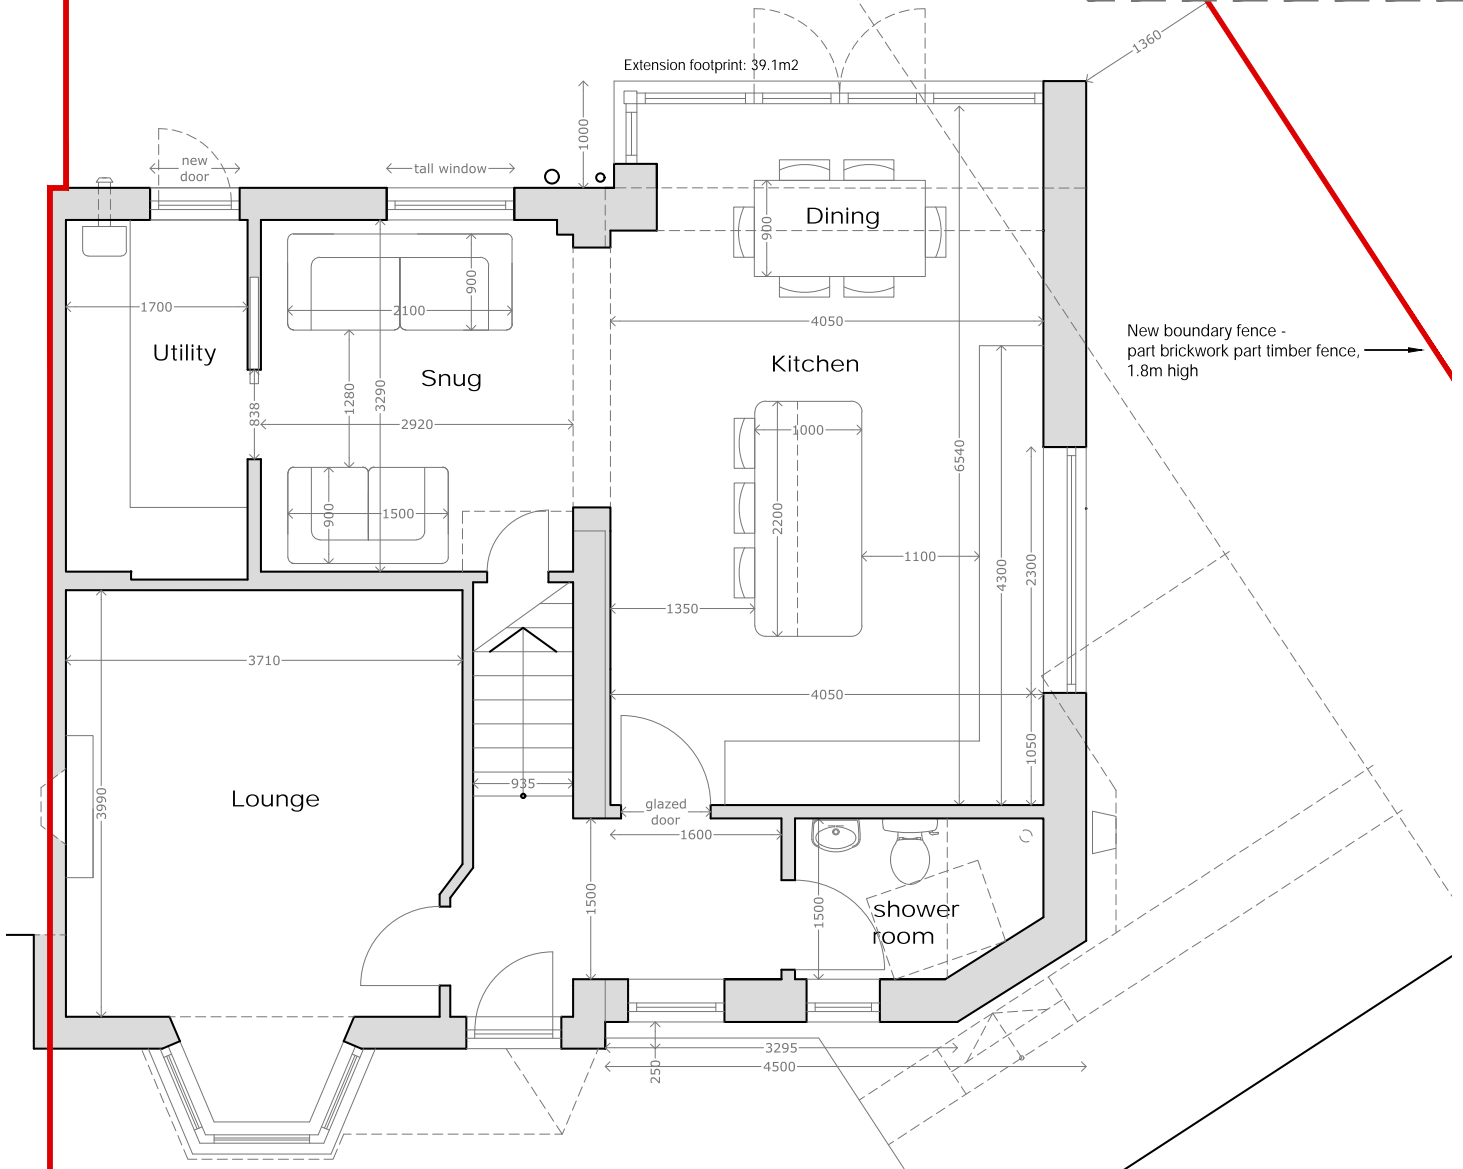 1360
Extension footprint: 39.1m2
1000
new
door
tall window
Dining
900
900
1700
2100
4050
New boundary fence -
part brickwork part timber fence,
1.8m high
Utility
Snug
Kitchen
1280
3290
838
2920
1000
6540
900
1500
2200
1100
4300
2300
1350
3710
4050
1050
935
Lounge
3990
glazed
door
1600
1500
1500
shower
room
3295
250
4500